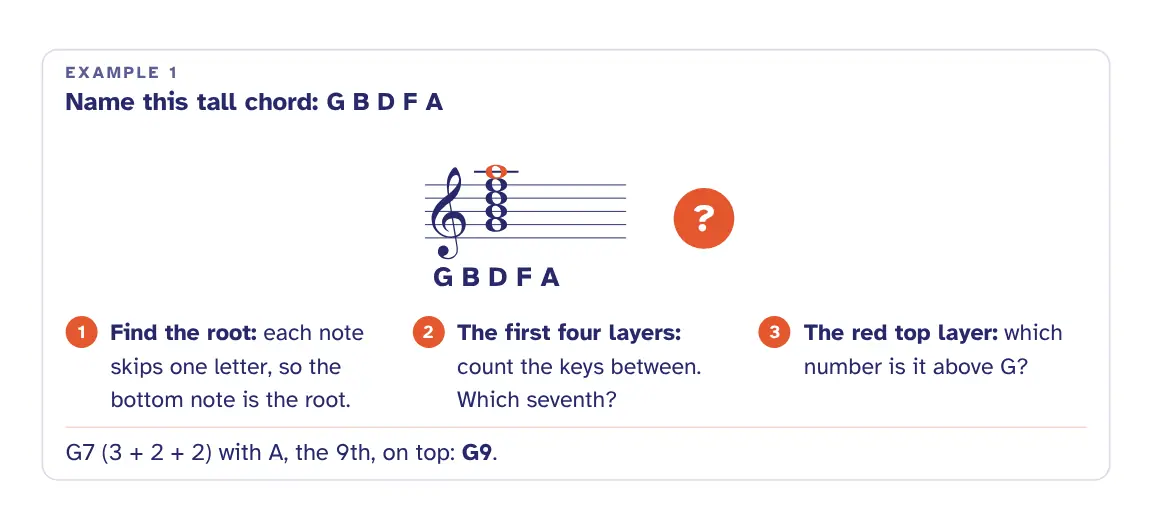 EXAMPLE 1
Name this tall chord: G B D F A
?
G B D F A
1
Find the root: each note
skips one letter, so the
bottom note is the root.
2
The first four layers:
count the keys between.
Which seventh?
3
The red top layer: which
number is it above G?
G7 (3 + 2 + 2) with A, the 9th, on top: G9.